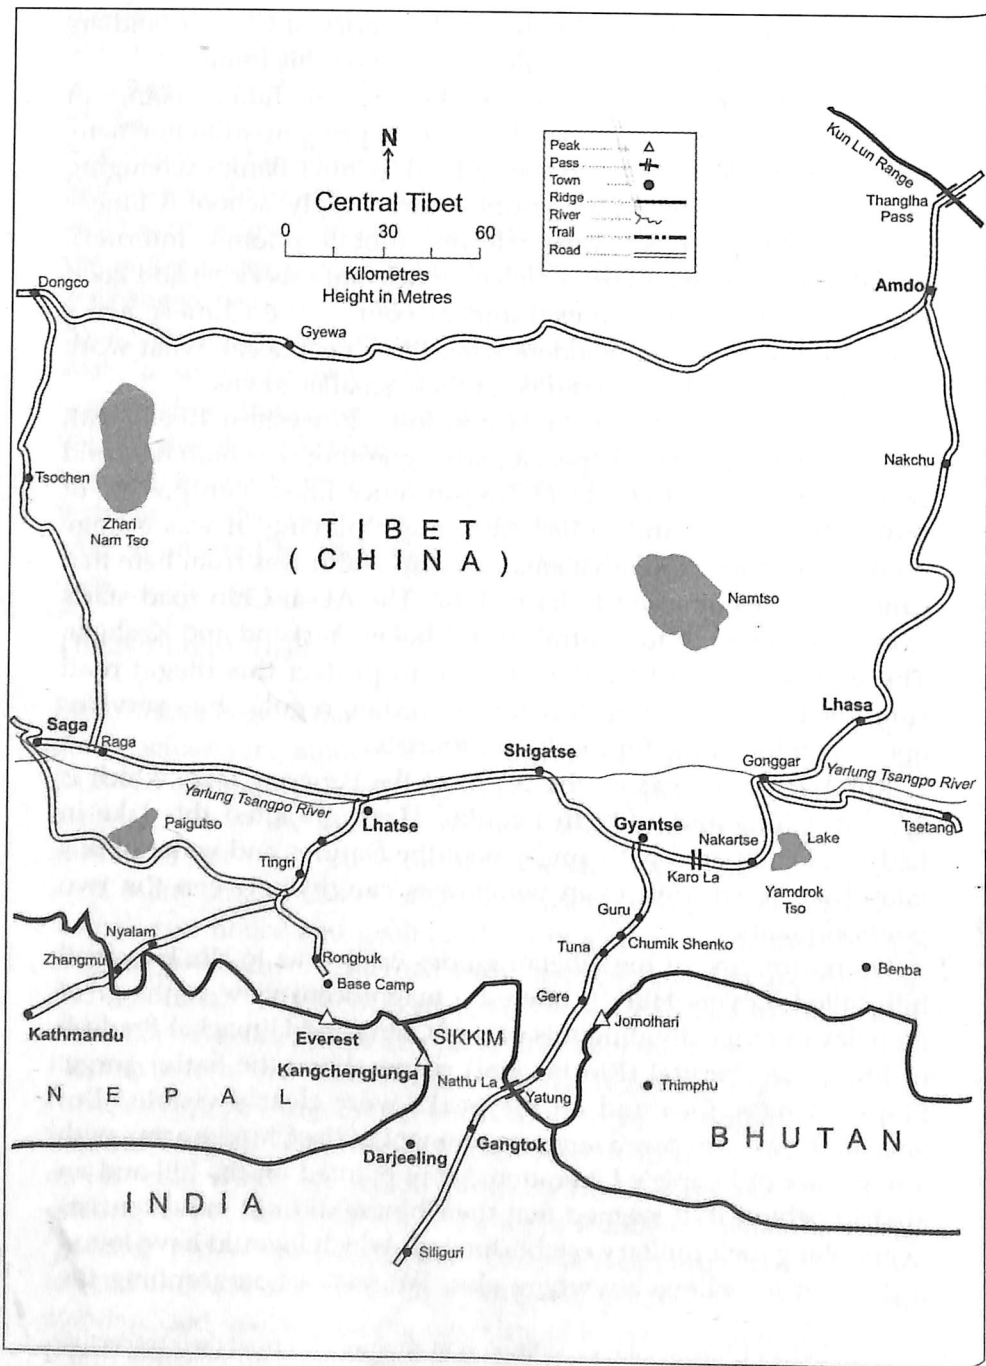 N
Central Tibet
0 30 60
Kilometres
Height in Metres
Peak
Pass
Town
Ridge
River
Trail
Road
Kun Lun Range
Thanglha
Pass
Dongco
Amdo
Gyewa
Nakchu
Tsochen
Zhari
Nam Tso
TIBET
(CHINA)
Namtso
Lhasa
Saga
Raga
Shigatse
Gonggar
Yarlung Tsangpo River
Yarlung Tsangpo River
Tsetang
Paigutso
Lhatse
Gyantse
Nakartse
Lake
Tingri
Karo La
Yamdrok
Tso
Guru
Nyalam
Tuna
Chumik Shenko
Zhangmu
Rongbuk
Benba
Base Camp
Gere
Jomolhari
Kathmandu
Everest
SIKKIM
Kangchengjunga
Nathu La
Yatung
Thimphu
NEPAL
Gangtok
BHUTAN
Darjeeling
INDIA
Siliguri